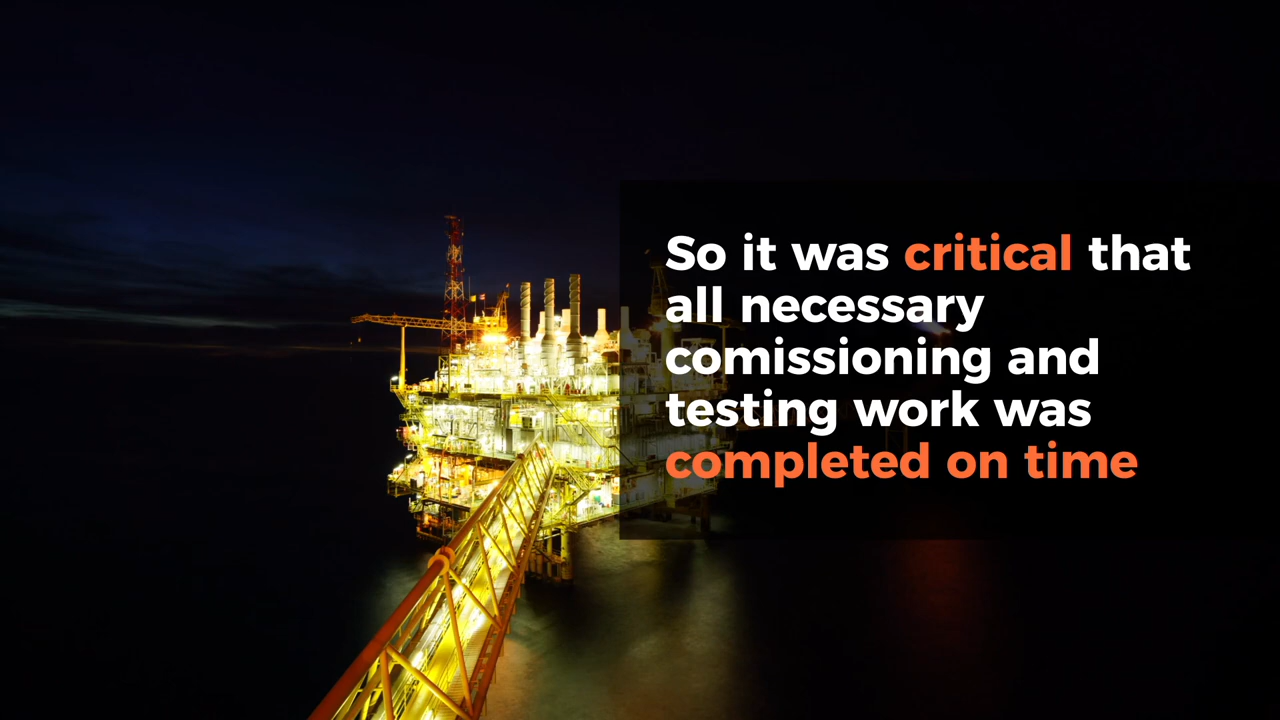 So it was critical that
all necessary
comissioning and
testing work was
completed on time